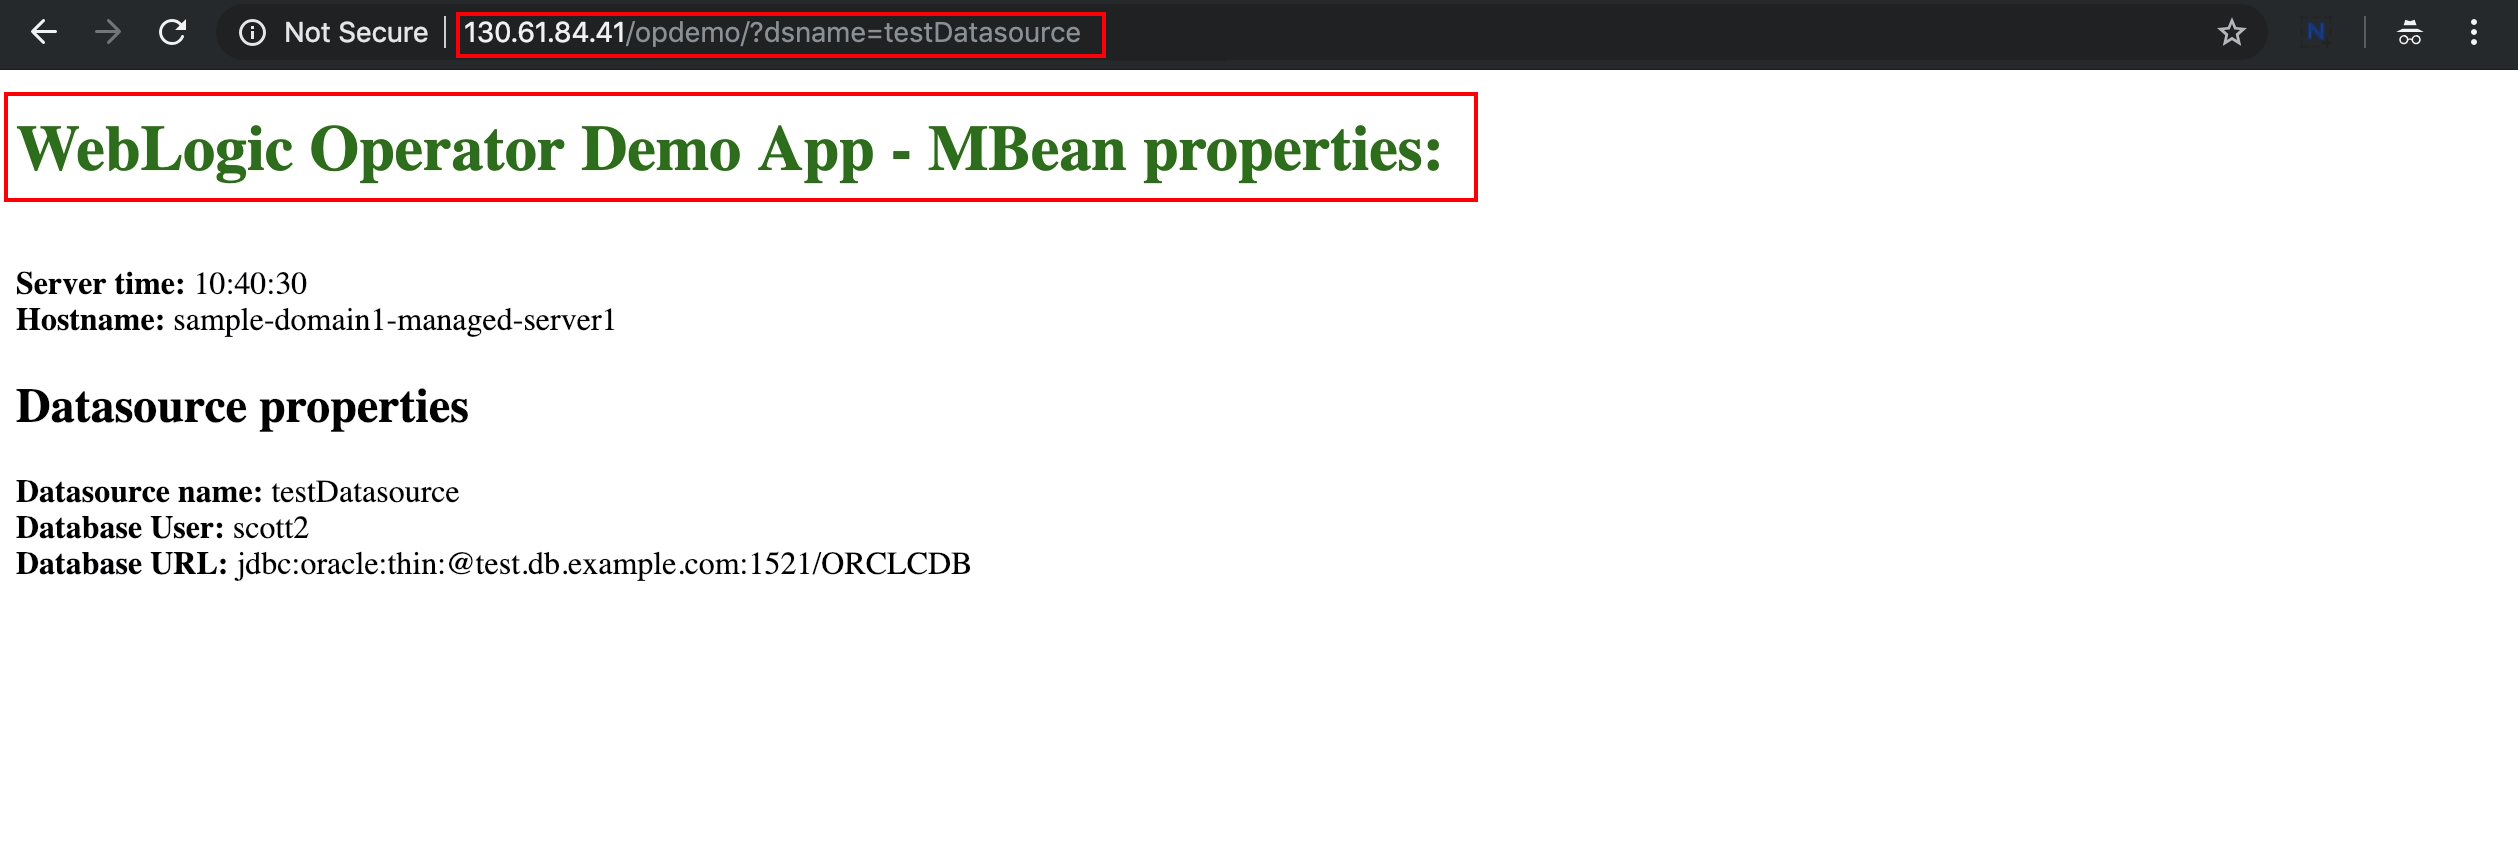 Not Secure | 130.61.84.41/opdemo/?dsname=testDatasource
N
WebLogic Operator Demo App - MBean properties:
Server time: 10:40:30
Hostname: sample-domain1-managed-server1
Datasource properties
Datasource name: testDatasource
Database User: scott2
Database URL: jdbc:oracle:thin:@test.db.example.com:1521/ORCLCDB